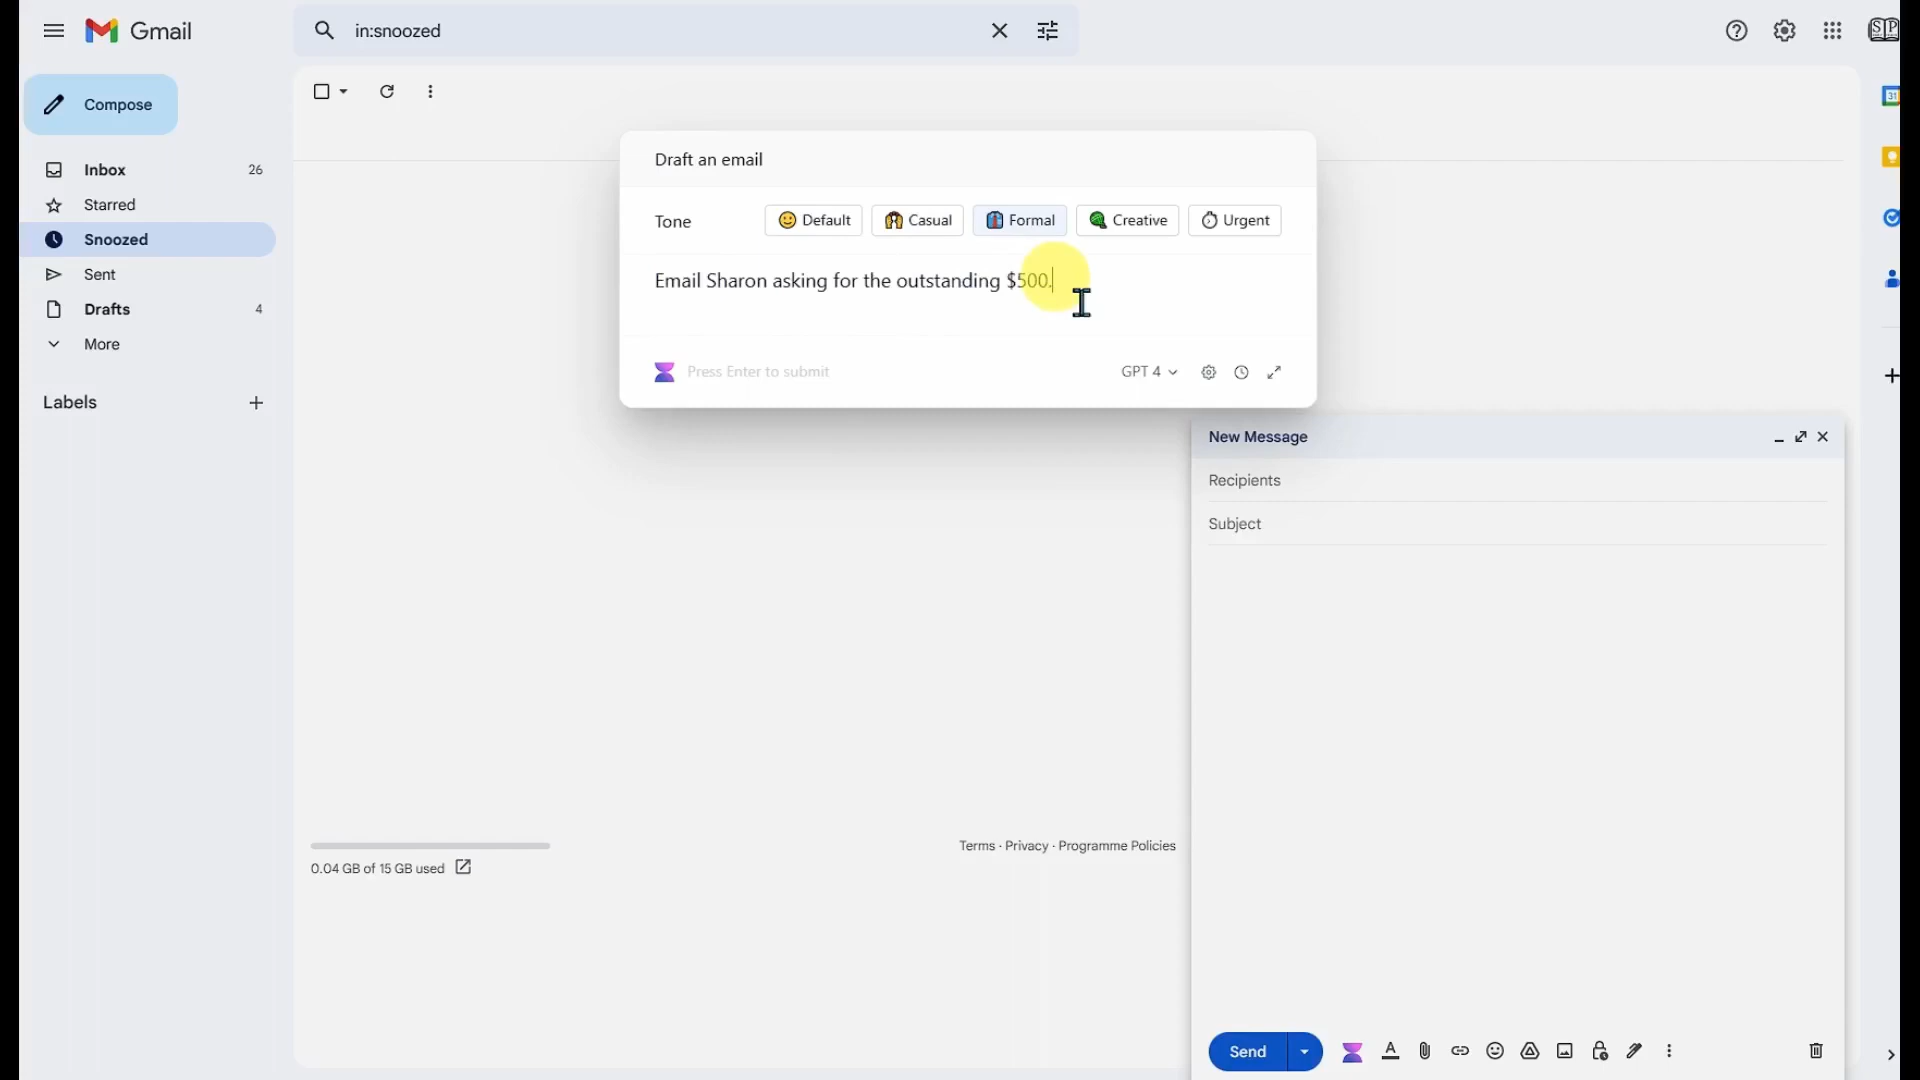 Gmail
in:snoozed
SP
Compose
Inbox 26
Starred
Snoozed
Sent
Drafts 4
More
Labels
Draft an email
Tone Default Casual Formal Creative Urgent
Email Sharon asking for the outstanding $500.
Press Enter to submit GPT 4
31
New Message
Recipients
Subject
Terms · Privacy · Programme Policies
0.04 GB of 15 GB used
Send